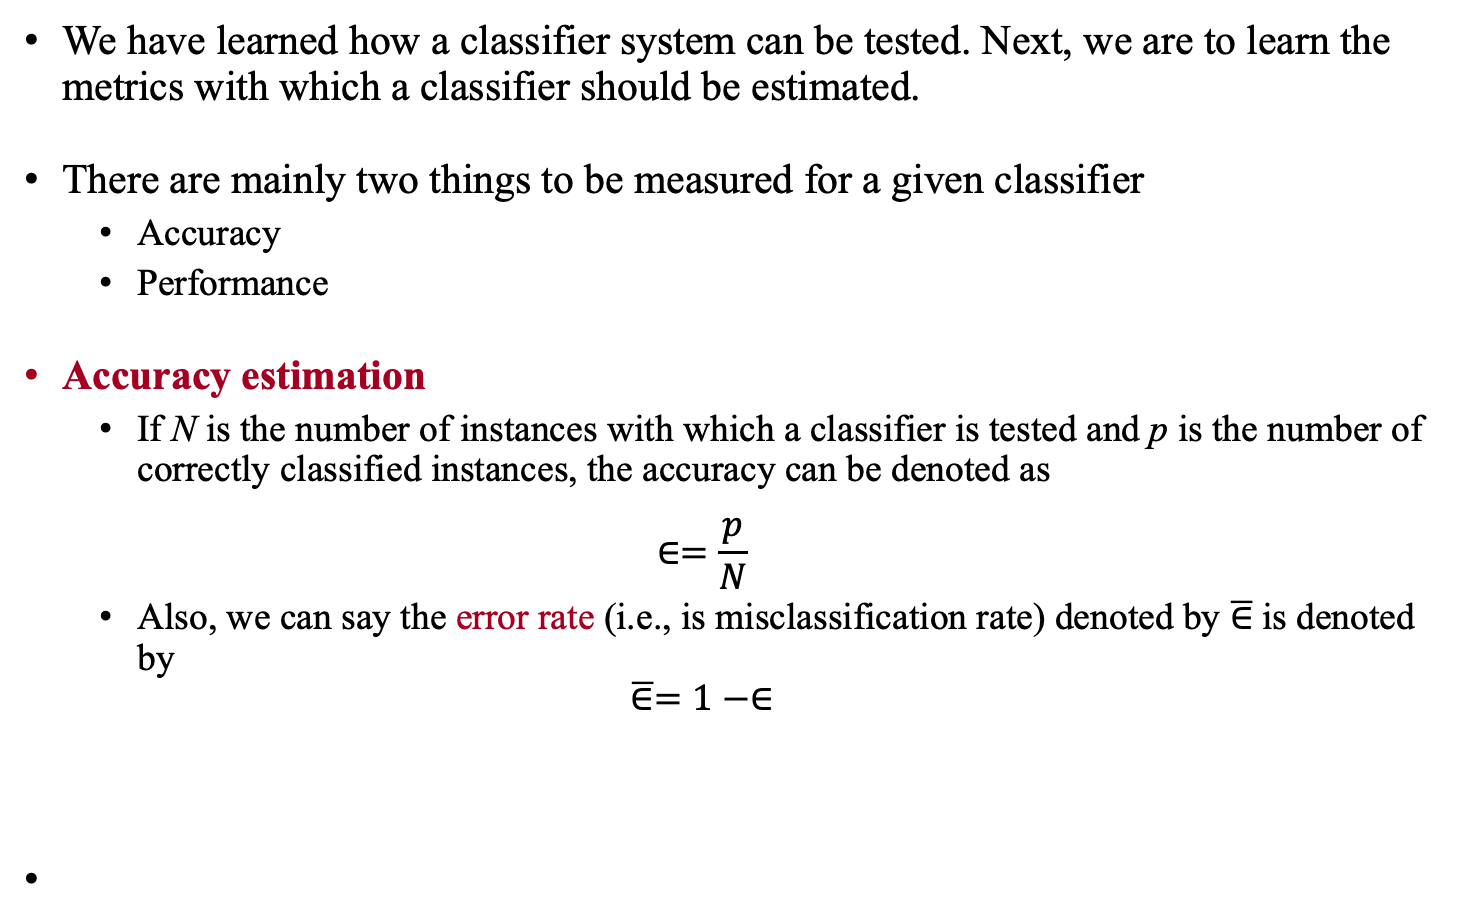 • We have learned how a classifier system can be tested. Next, we are to learn the
metrics with which a classifier should be estimated.
• There are mainly two things to be measured for a given classifier
• Accuracy
• Performance
• Accuracy estimation
• If N is the number of instances with which a classifier is tested and p is the number of
correctly classified instances, the accuracy can be denoted as
∈= p/N
• Also, we can say the error rate (i.e., is misclassification rate) denoted by ∈̅ is denoted
by
∈̅= 1 −∈
•